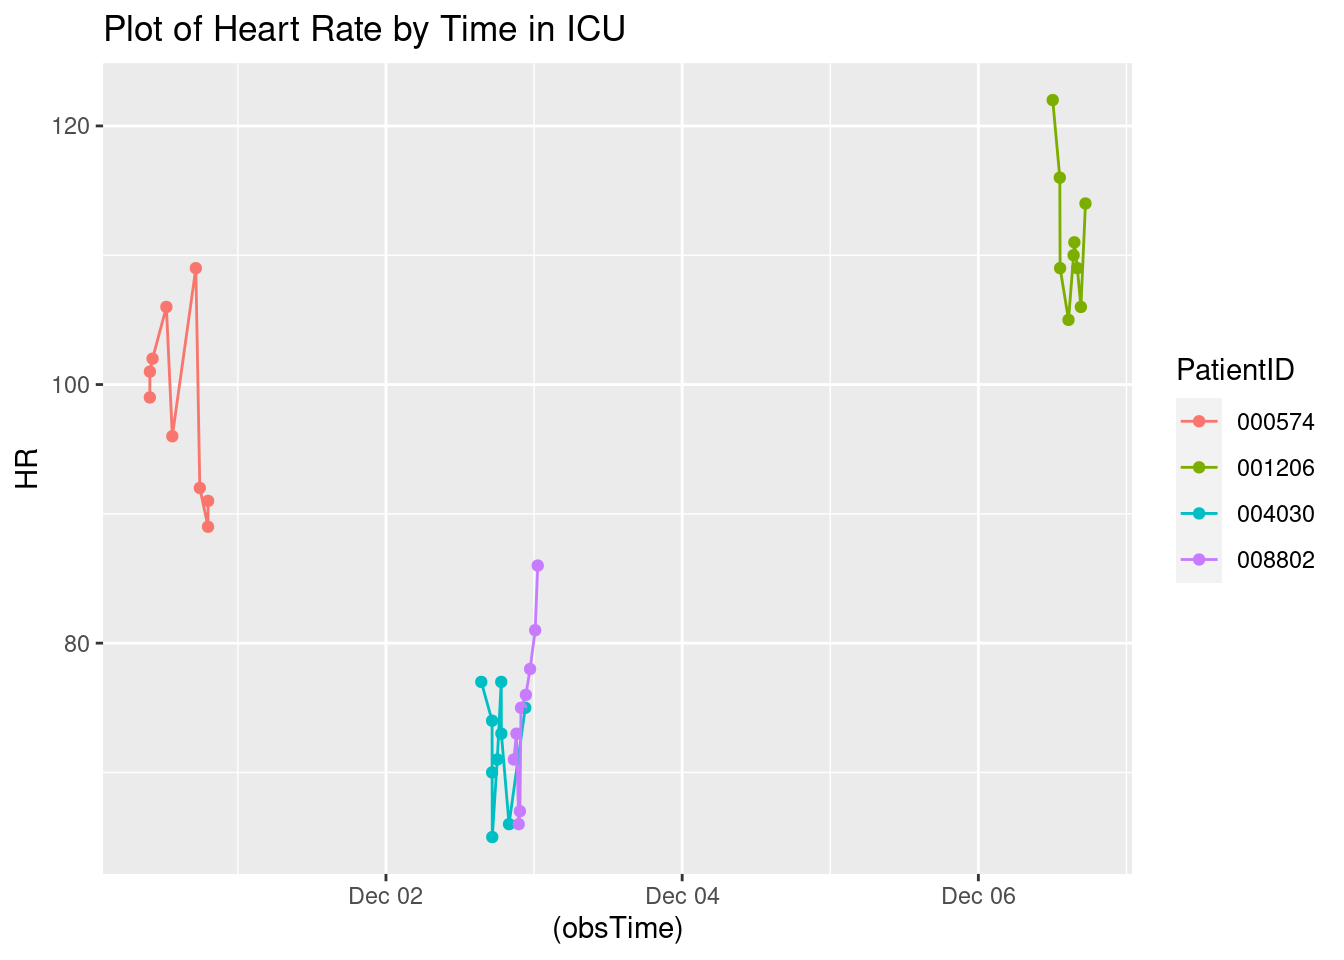 Plot of Heart Rate by Time in ICU
120
100
80
HR
Dec 02
Dec 04
Dec 06
(obsTime)
PatientID
000574
001206
004030
008802